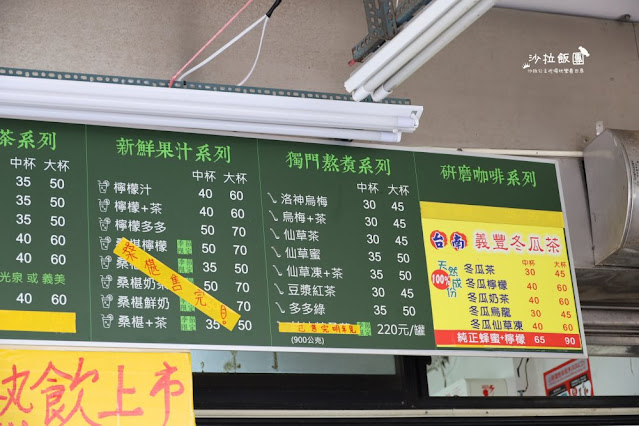 沙拉飯團
茶系列
中杯 大杯
35 50
35 50
35 50
40 60
40 60
光泉 或 義美
40 60
新鮮果汁系列
中杯 大杯
檸檬汁 40 60
檸檬+茶 40 60
檸檬多多 50 70
桑椹檸檬 50 70
桑椹奶茶 35 50
桑椹鮮奶 50
桑椹+茶 35 50
桑椹售完
獨門熬煮系列
中杯 大杯
洛神烏梅 30 45
烏梅+茶 30 45
仙草茶 35 50
仙草蜜 35 50
仙草凍+茶 35 50
豆漿紅茶 30 45
多多綠 35 50
220元/罐
(900公克)
研磨咖啡系列
台南 義豐冬瓜茶
天然成份
100%
中杯 大杯
冬瓜茶 30 45
冬瓜檸檬 40 60
冬瓜奶茶 40 60
冬瓜烏龍 30 45
冬瓜仙草凍 40 60
純正蜂蜜+檸檬 65 90
熱飲上市